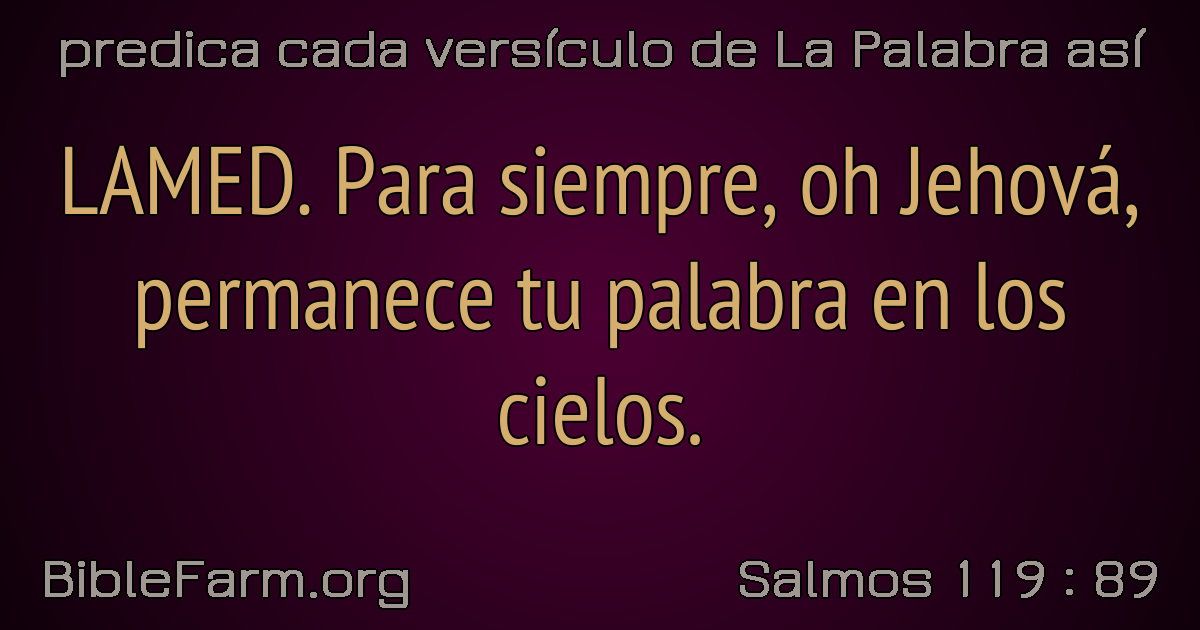 predica cada versículo de La Palabra así
LAMED. Para siempre, oh Jehová,
permanece tu palabra en los
cielos.
BibleFarm.org
Salmos 119 : 89